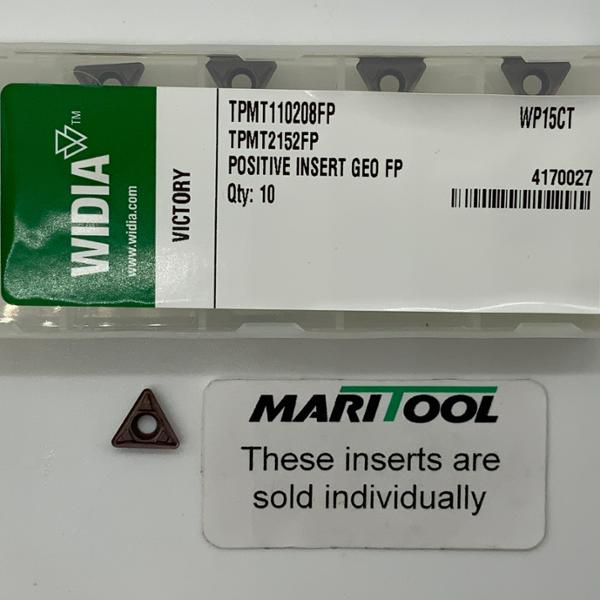 WIDIA™
www.widia.com
VICTORY
TPMT110208FP
TPMT2152FP
POSITIVE INSERT GEO FP
Qty: 10
WP15CT
4170027
MARITOOL
These inserts are
sold individually